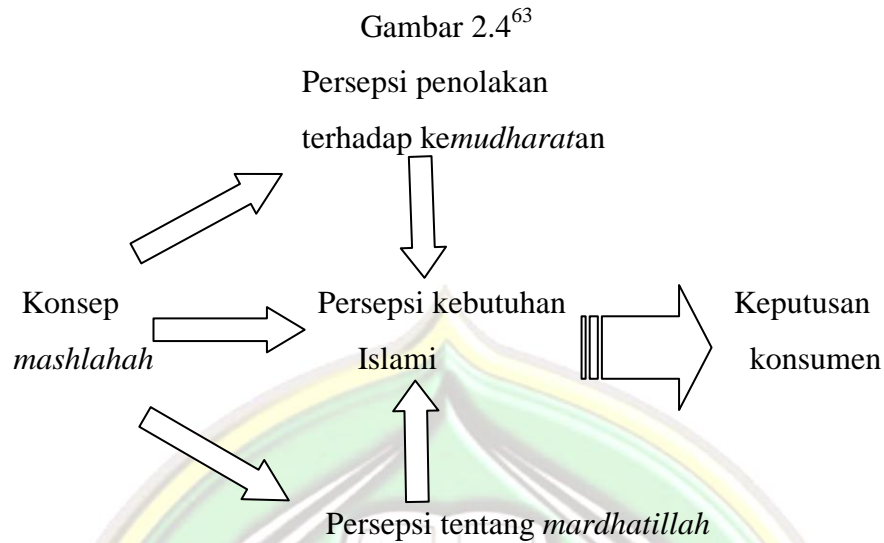 Gambar 2.4⁶³
Persepsi penolakan
terhadap kemudharatan
Konsep
mashlahah
Persepsi kebutuhan
Islami
Keputusan
konsumen
Persepsi tentang mardhatillah